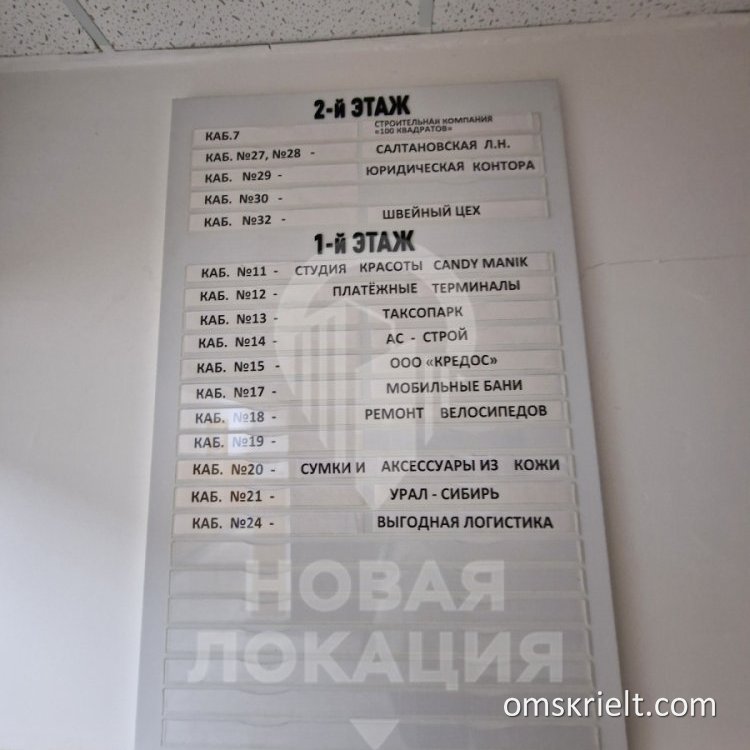 2-й ЭТАЖ
КАБ.7 СТРОИТЕЛЬНАЯ КОМПАНИЯ
«100 КВАДРАТОВ»
КАБ. №27, №28 - САЛТАНОВСКАЯ Л.Н.
КАБ. №29 - ЮРИДИЧЕСКАЯ КОНТОРА
КАБ. №30 -
КАБ. №32 - ШВЕЙНЫЙ ЦЕХ
1-й ЭТАЖ
КАБ. №11 - СТУДИЯ КРАСОТЫ CANDY MANIK
КАБ. №12 - ПЛАТЁЖНЫЕ ТЕРМИНАЛЫ
КАБ. №13 - ТАКСОПАРК
КАБ. №14 - АС - СТРОЙ
КАБ. №15 - ООО «КРЕДОС»
КАБ. №17 - МОБИЛЬНЫЕ БАНИ
КАБ. №18 - РЕМОНТ ВЕЛОСИПЕДОВ
КАБ. №19 -
КАБ. №20 - СУМКИ И АКСЕССУАРЫ ИЗ КОЖИ
КАБ. №21 - УРАЛ - СИБИРЬ
КАБ. №24 - ВЫГОДНАЯ ЛОГИСТИКА
НОВАЯ
ЛОКАЦИЯ
omskrielt.com